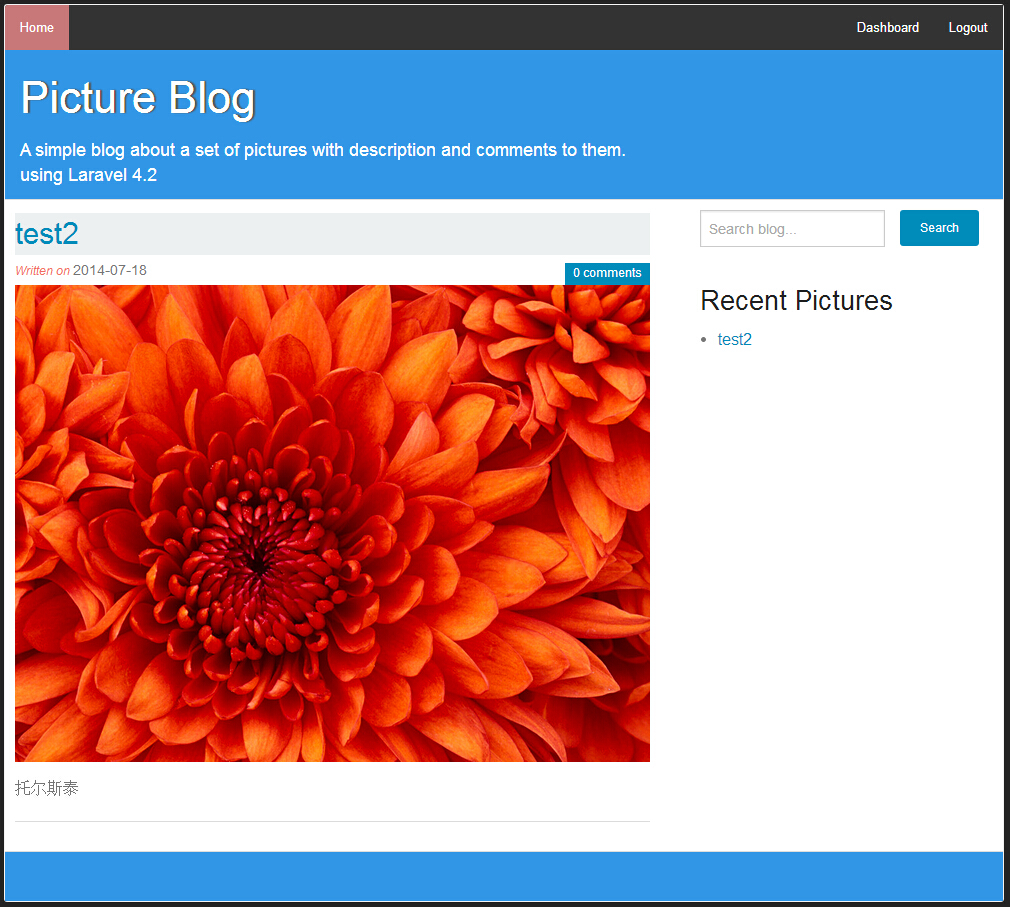 Home
Dashboard
Logout
Picture Blog
A simple blog about a set of pictures with description and comments to them.
using Laravel 4.2
test2
Written on 2014-07-18
0 comments
托尔斯泰
Search blog...
Search
Recent Pictures
test2